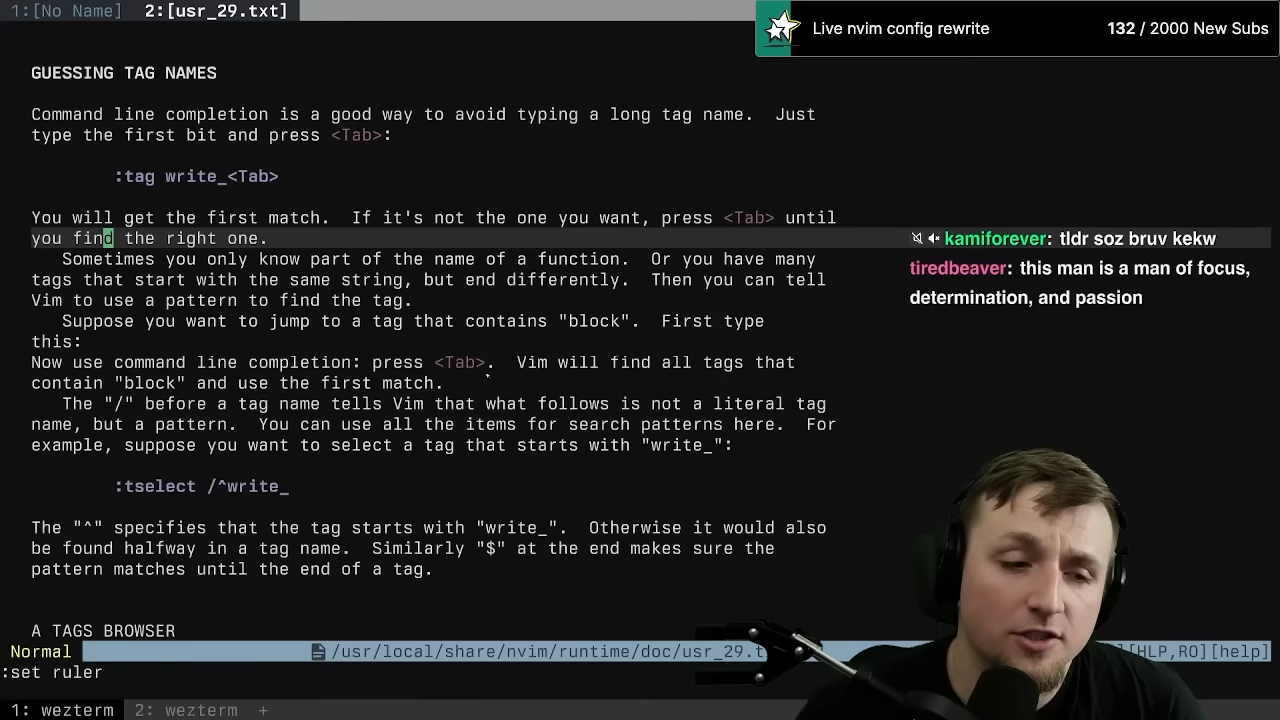 1:[No Name]  2:[usr_29.txt]
Live nvim config rewrite 132 / 2000 New Subs
GUESSING TAG NAMES
Command line completion is a good way to avoid typing a long tag name.  Just
type the first bit and press <Tab>:
:tag write_<Tab>
You will get the first match.  If it's not the one you want, press <Tab> until
you find the right one.
Sometimes you only know part of the name of a function.  Or you have many
tags that start with the same string, but end differently.  Then you can tell
Vim to use a pattern to find the tag.
Suppose you want to jump to a tag that contains "block".  First type
this:
Now use command line completion: press <Tab>.  Vim will find all tags that
contain "block" and use the first match.
The "/" before a tag name tells Vim that what follows is not a literal tag
name, but a pattern.  You can use all the items for search patterns here.  For
example, suppose you want to select a tag that starts with "write_":
:tselect /^write_
The "^" specifies that the tag starts with "write_".  Otherwise it would also
be found halfway in a tag name.  Similarly "$" at the end makes sure the
pattern matches until the end of a tag.
A TAGS BROWSER
kamiforever: tldr soz bruv kekw
tiredbeaver: this man is a man of focus,
determination, and passion
Normal /usr/local/share/nvim/runtime/doc/usr_29.t [HLP,RO][help]
:set ruler
1: wezterm  2: wezterm  +